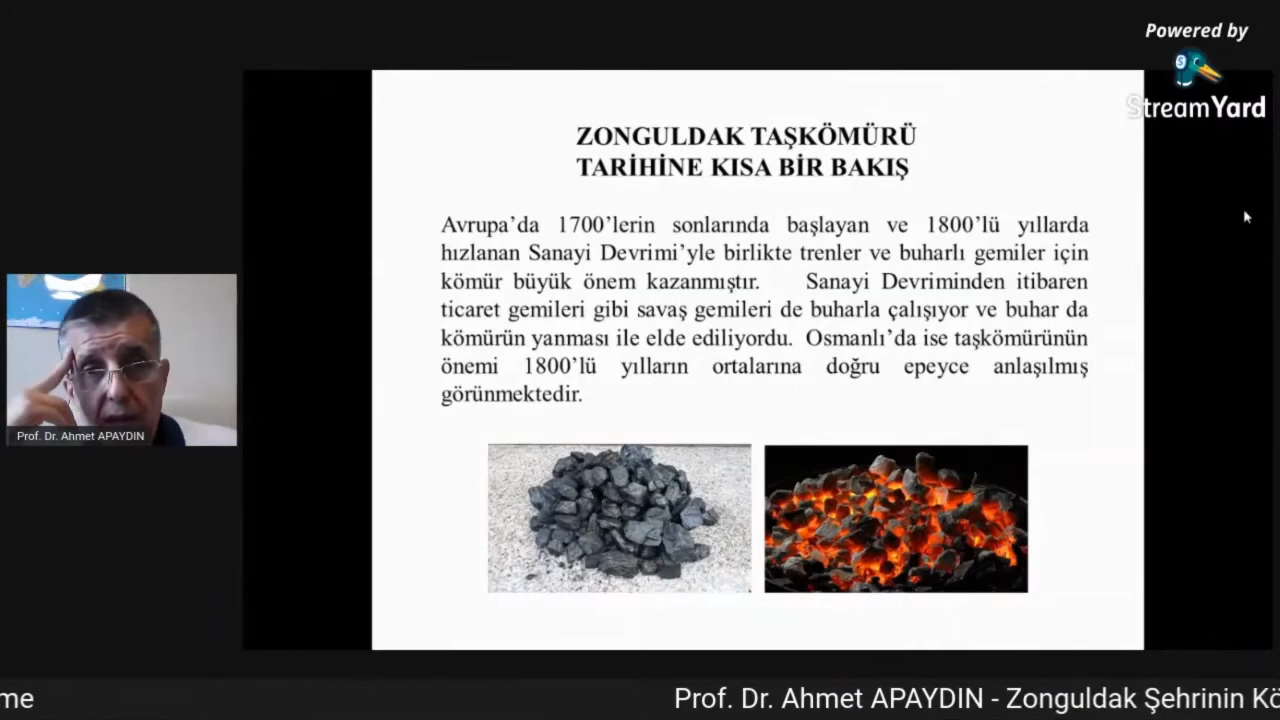 Powered by
StreamYard
ZONGULDAK TAŞKÖMÜRÜ
TARİHİNE KISA BİR BAKIŞ
Avrupa’da 1700’lerin sonlarında başlayan ve 1800’lü yıllarda
hızlanan Sanayi Devrimi’yle birlikte trenler ve buharlı gemiler için
kömür büyük önem kazanmıştır. Sanayi Devriminden itibaren
ticaret gemileri gibi savaş gemileri de buharla çalışıyor ve buhar da
kömürün yanması ile elde ediliyordu. Osmanlı’da ise taşkömürünün
önemi 1800’lü yılların ortalarına doğru epeyce anlaşılmış
görünmektedir.
Prof. Dr. Ahmet APAYDIN
me
Prof. Dr. Ahmet APAYDIN - Zonguldak Şehrinin Kö